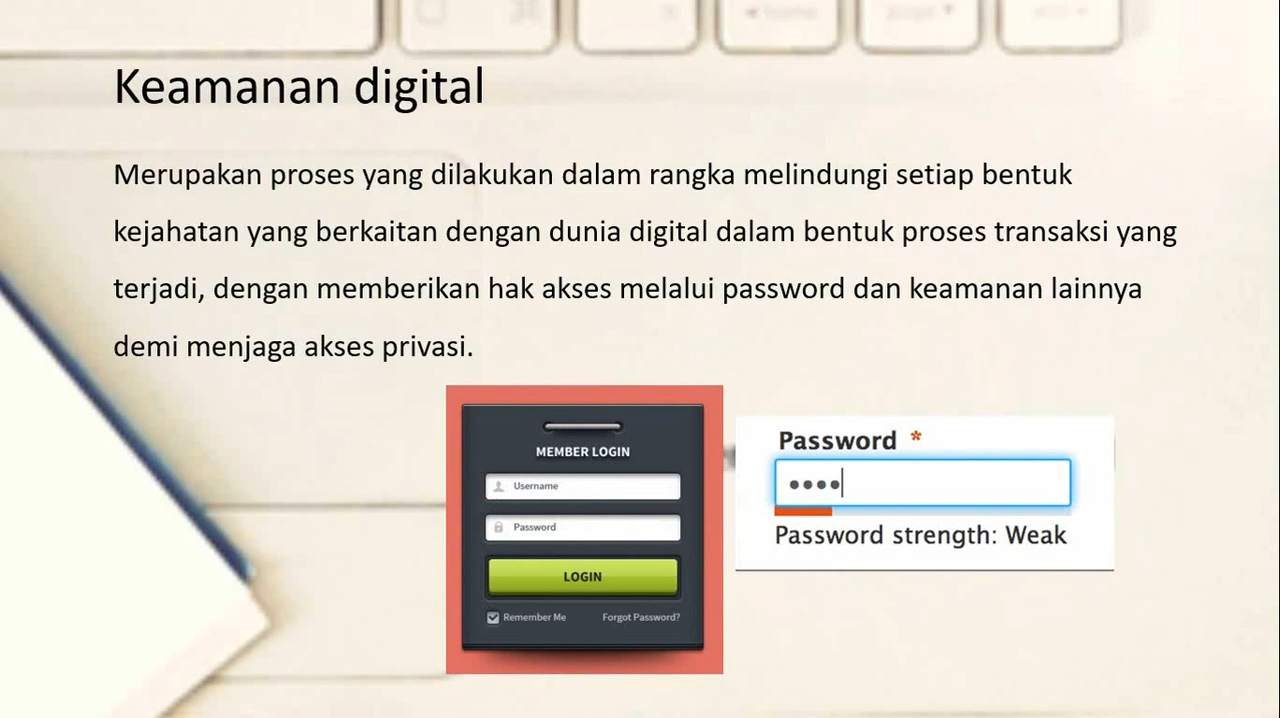 Keamanan digital
Merupakan proses yang dilakukan dalam rangka melindungi setiap bentuk
kejahatan yang berkaitan dengan dunia digital dalam bentuk proses transaksi yang
terjadi, dengan memberikan hak akses melalui password dan keamanan lainnya
demi menjaga akses privasi.
MEMBER LOGIN
Username
Password
LOGIN
Remember Me Forgot Password?
Password *
Password strength: Weak